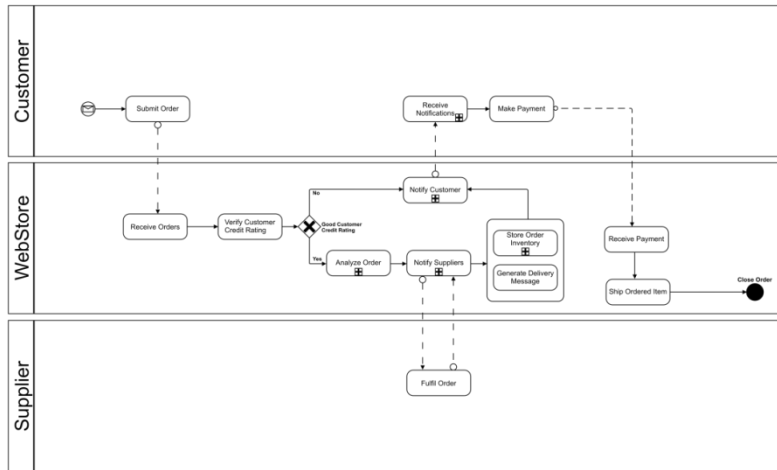 Customer
Submit Order
Receive
Notifications
Make Payment
WebStore
Receive Orders
Verify Customer
Credit Rating
No
Good Customer
Credit Rating
Yes
Notify Customer
Analyze Order
Notify Suppliers
Store Order
Inventory
Generate Delivery
Message
Receive Payment
Ship Ordered Item
Close Order
Supplier
Fulfil Order